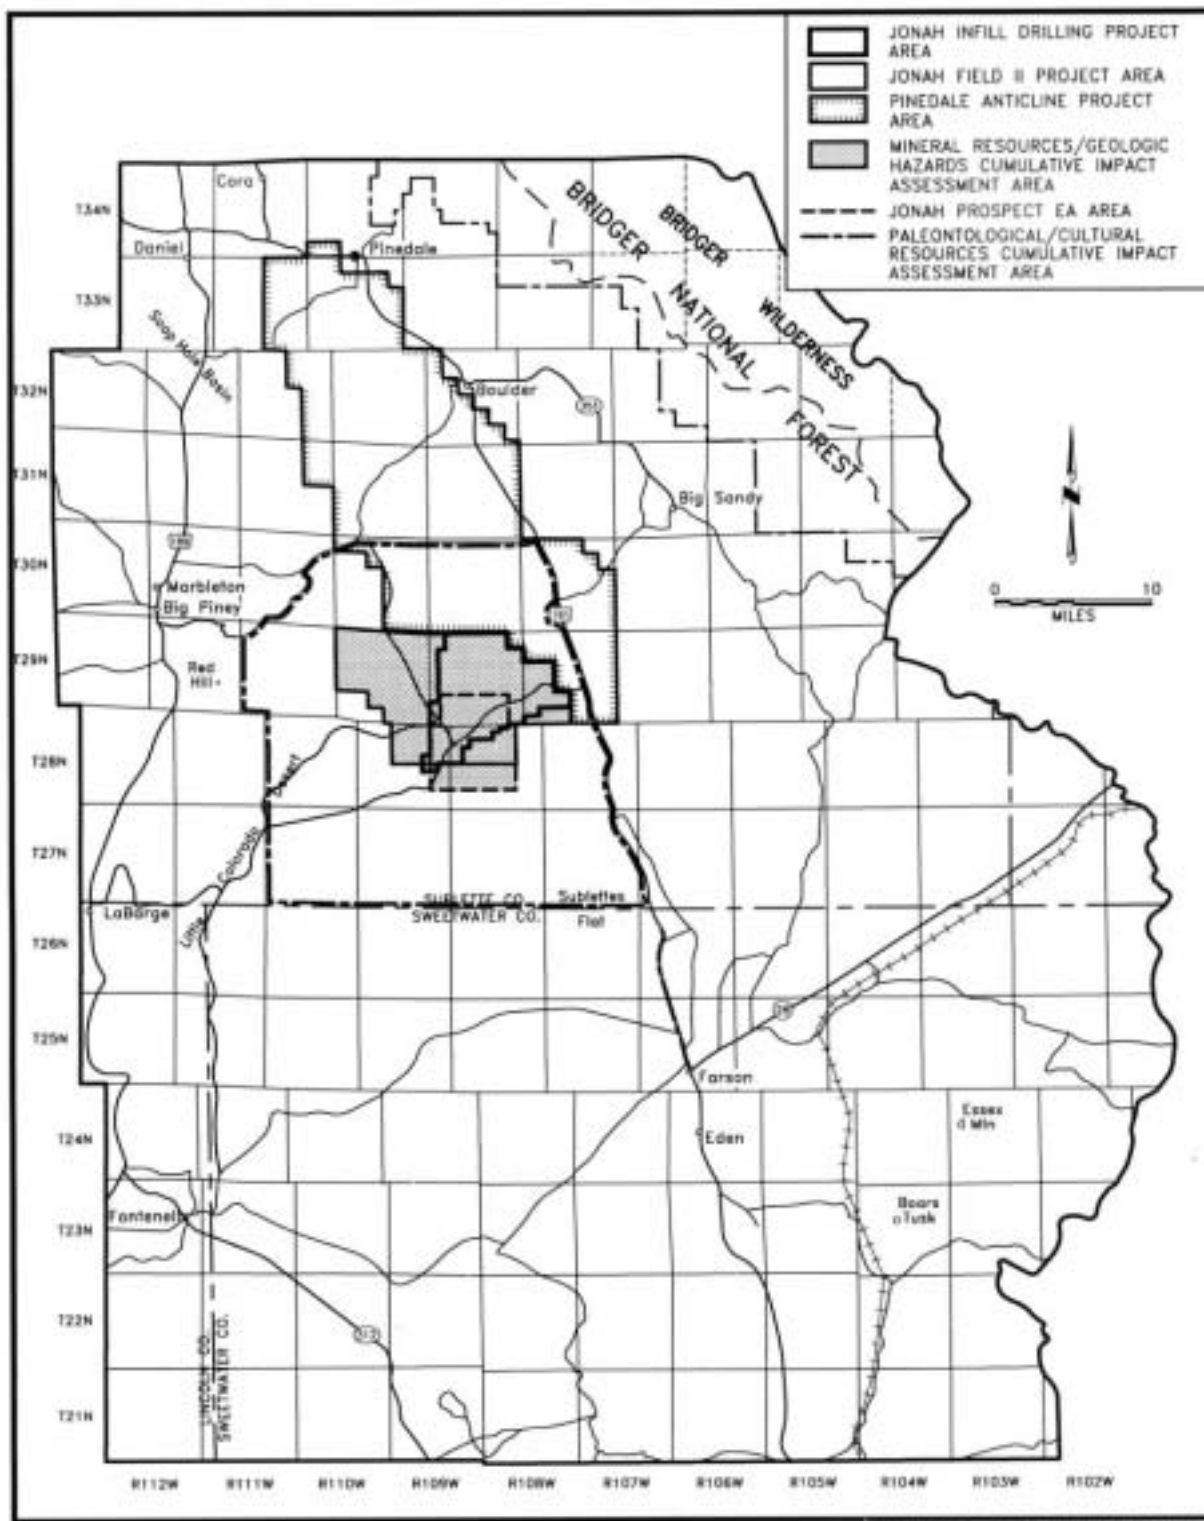 JONAH INFILL DRILLING PROJECT
AREA
JONAH FIELD II PROJECT AREA
PINEDALE ANTICLINE PROJECT
AREA
MINERAL RESOURCES/GEOLOGIC
HAZARDS CUMULATIVE IMPACT
ASSESSMENT AREA
JONAH PROSPECT EA AREA
PALEONTOLOGICAL/CULTURAL
RESOURCES CUMULATIVE IMPACT
ASSESSMENT AREA
Cora
T34N
BRIDGER
BRIDGER
Daniel
Pinedale
T33N
NATIONAL
WILDERNESS
Soap Hole Basin
T32N
Boulder
FOREST
T31N
Big Sandy
N
T30N
Marbleton
Big Piney
0 10
MILES
T29N
Red
Hill
T28N
Desert
T27N
Colorado
Little
SUBLETTE CO.
SWEETWATER CO.
Sublettes
Flat
LaBarge
T26N
T25N
Farson
T24N
Eden
Essex
Mtn
Fontenel
T23N
Boars
Tusk
T22N
LINCOLN CO.
SWEETWATER CO.
T21N
R112W R111W R110W R109W R108W R107W R106W R105W R104W R103W R102W